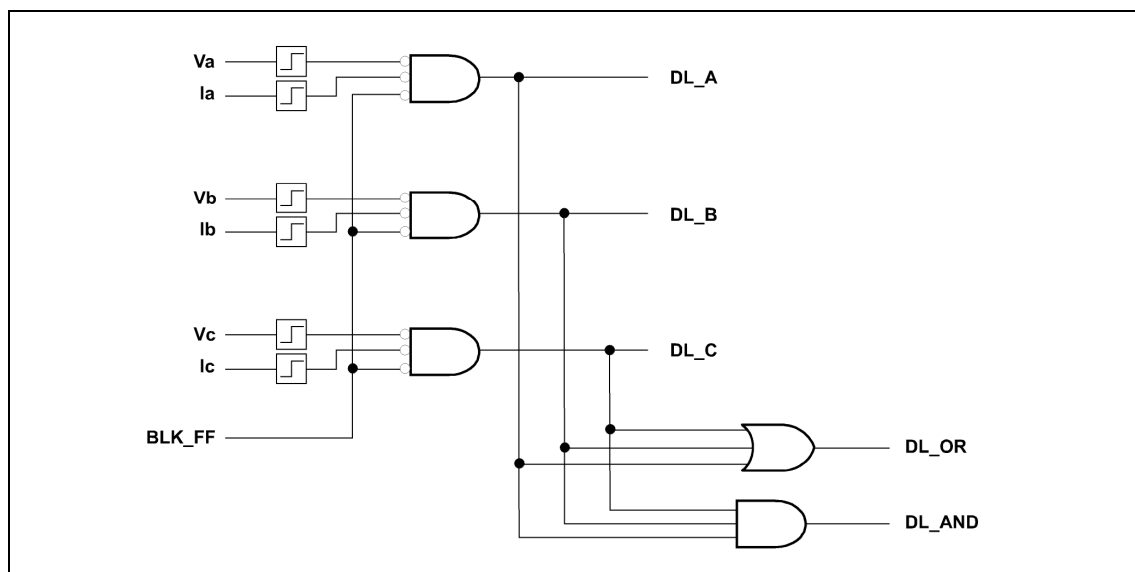 Va
Ia
DL_A
Vb
Ib
DL_B
Vc
Ic
DL_C
BLK_FF
DL_OR
DL_AND